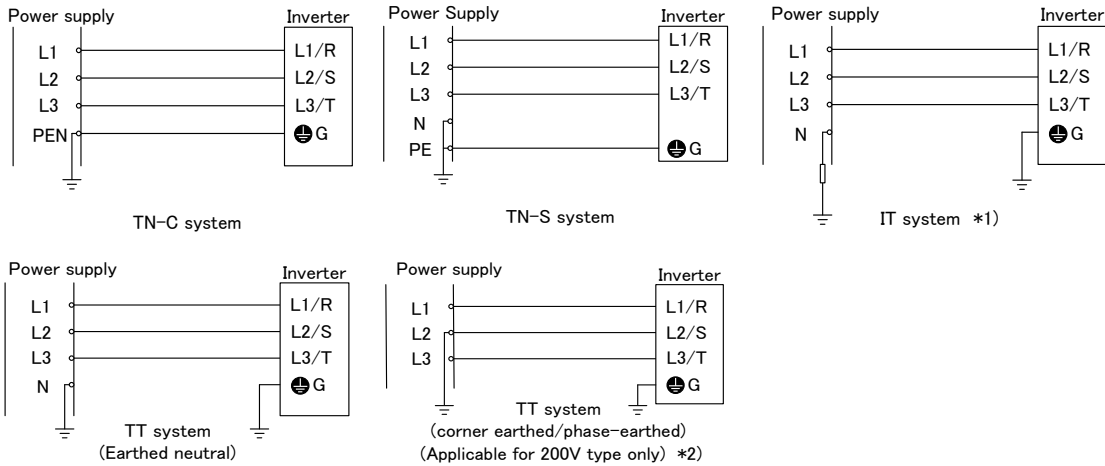 Power supply
Inverter
L1
L1/R
L2
L2/S
L3
L3/T
PEN
G
TN-C system
Power Supply
Inverter
L1
L1/R
L2
L2/S
L3
L3/T
N
PE
G
TN-S system
Power supply
Inverter
L1
L1/R
L2
L2/S
L3
L3/T
N
G
IT system *1)
Power supply
Inverter
L1
L1/R
L2
L2/S
L3
L3/T
N
G
TT system
(Earthed neutral)
Power supply
Inverter
L1
L1/R
L2
L2/S
L3
L3/T
G
TT system
(corner earthed/phase-earthed)
(Applicable for 200V type only) *2)